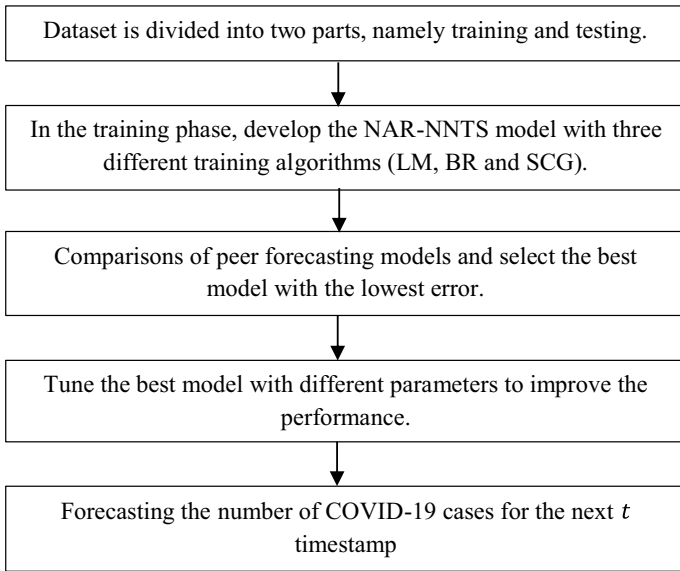 Dataset is divided into two parts, namely training and testing.
In the training phase, develop the NAR-NNTS model with three
different training algorithms (LM, BR and SCG).
Comparisons of peer forecasting models and select the best
model with the lowest error.
Tune the best model with different parameters to improve the
performance.
Forecasting the number of COVID-19 cases for the next t
timestamp